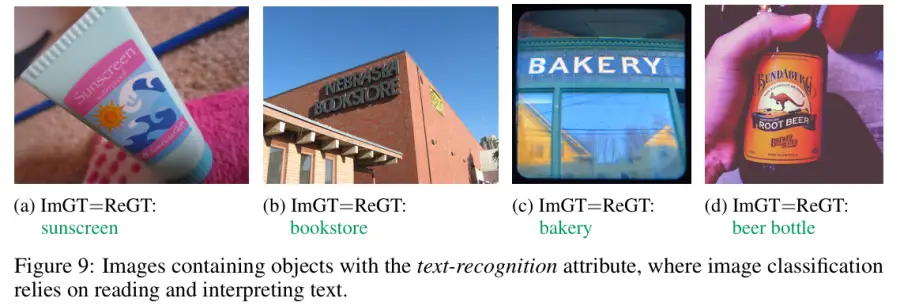 Sunscreen
NEBRASKA
BOOKSTORE
BAKERY
BUNDABERG
ROOT BEER
BREWED
(a) ImGT=ReGT:
sunscreen
(b) ImGT=ReGT:
bookstore
(c) ImGT=ReGT:
bakery
(d) ImGT=ReGT:
beer bottle
Figure 9: Images containing objects with the text-recognition attribute, where image classification
relies on reading and interpreting text.